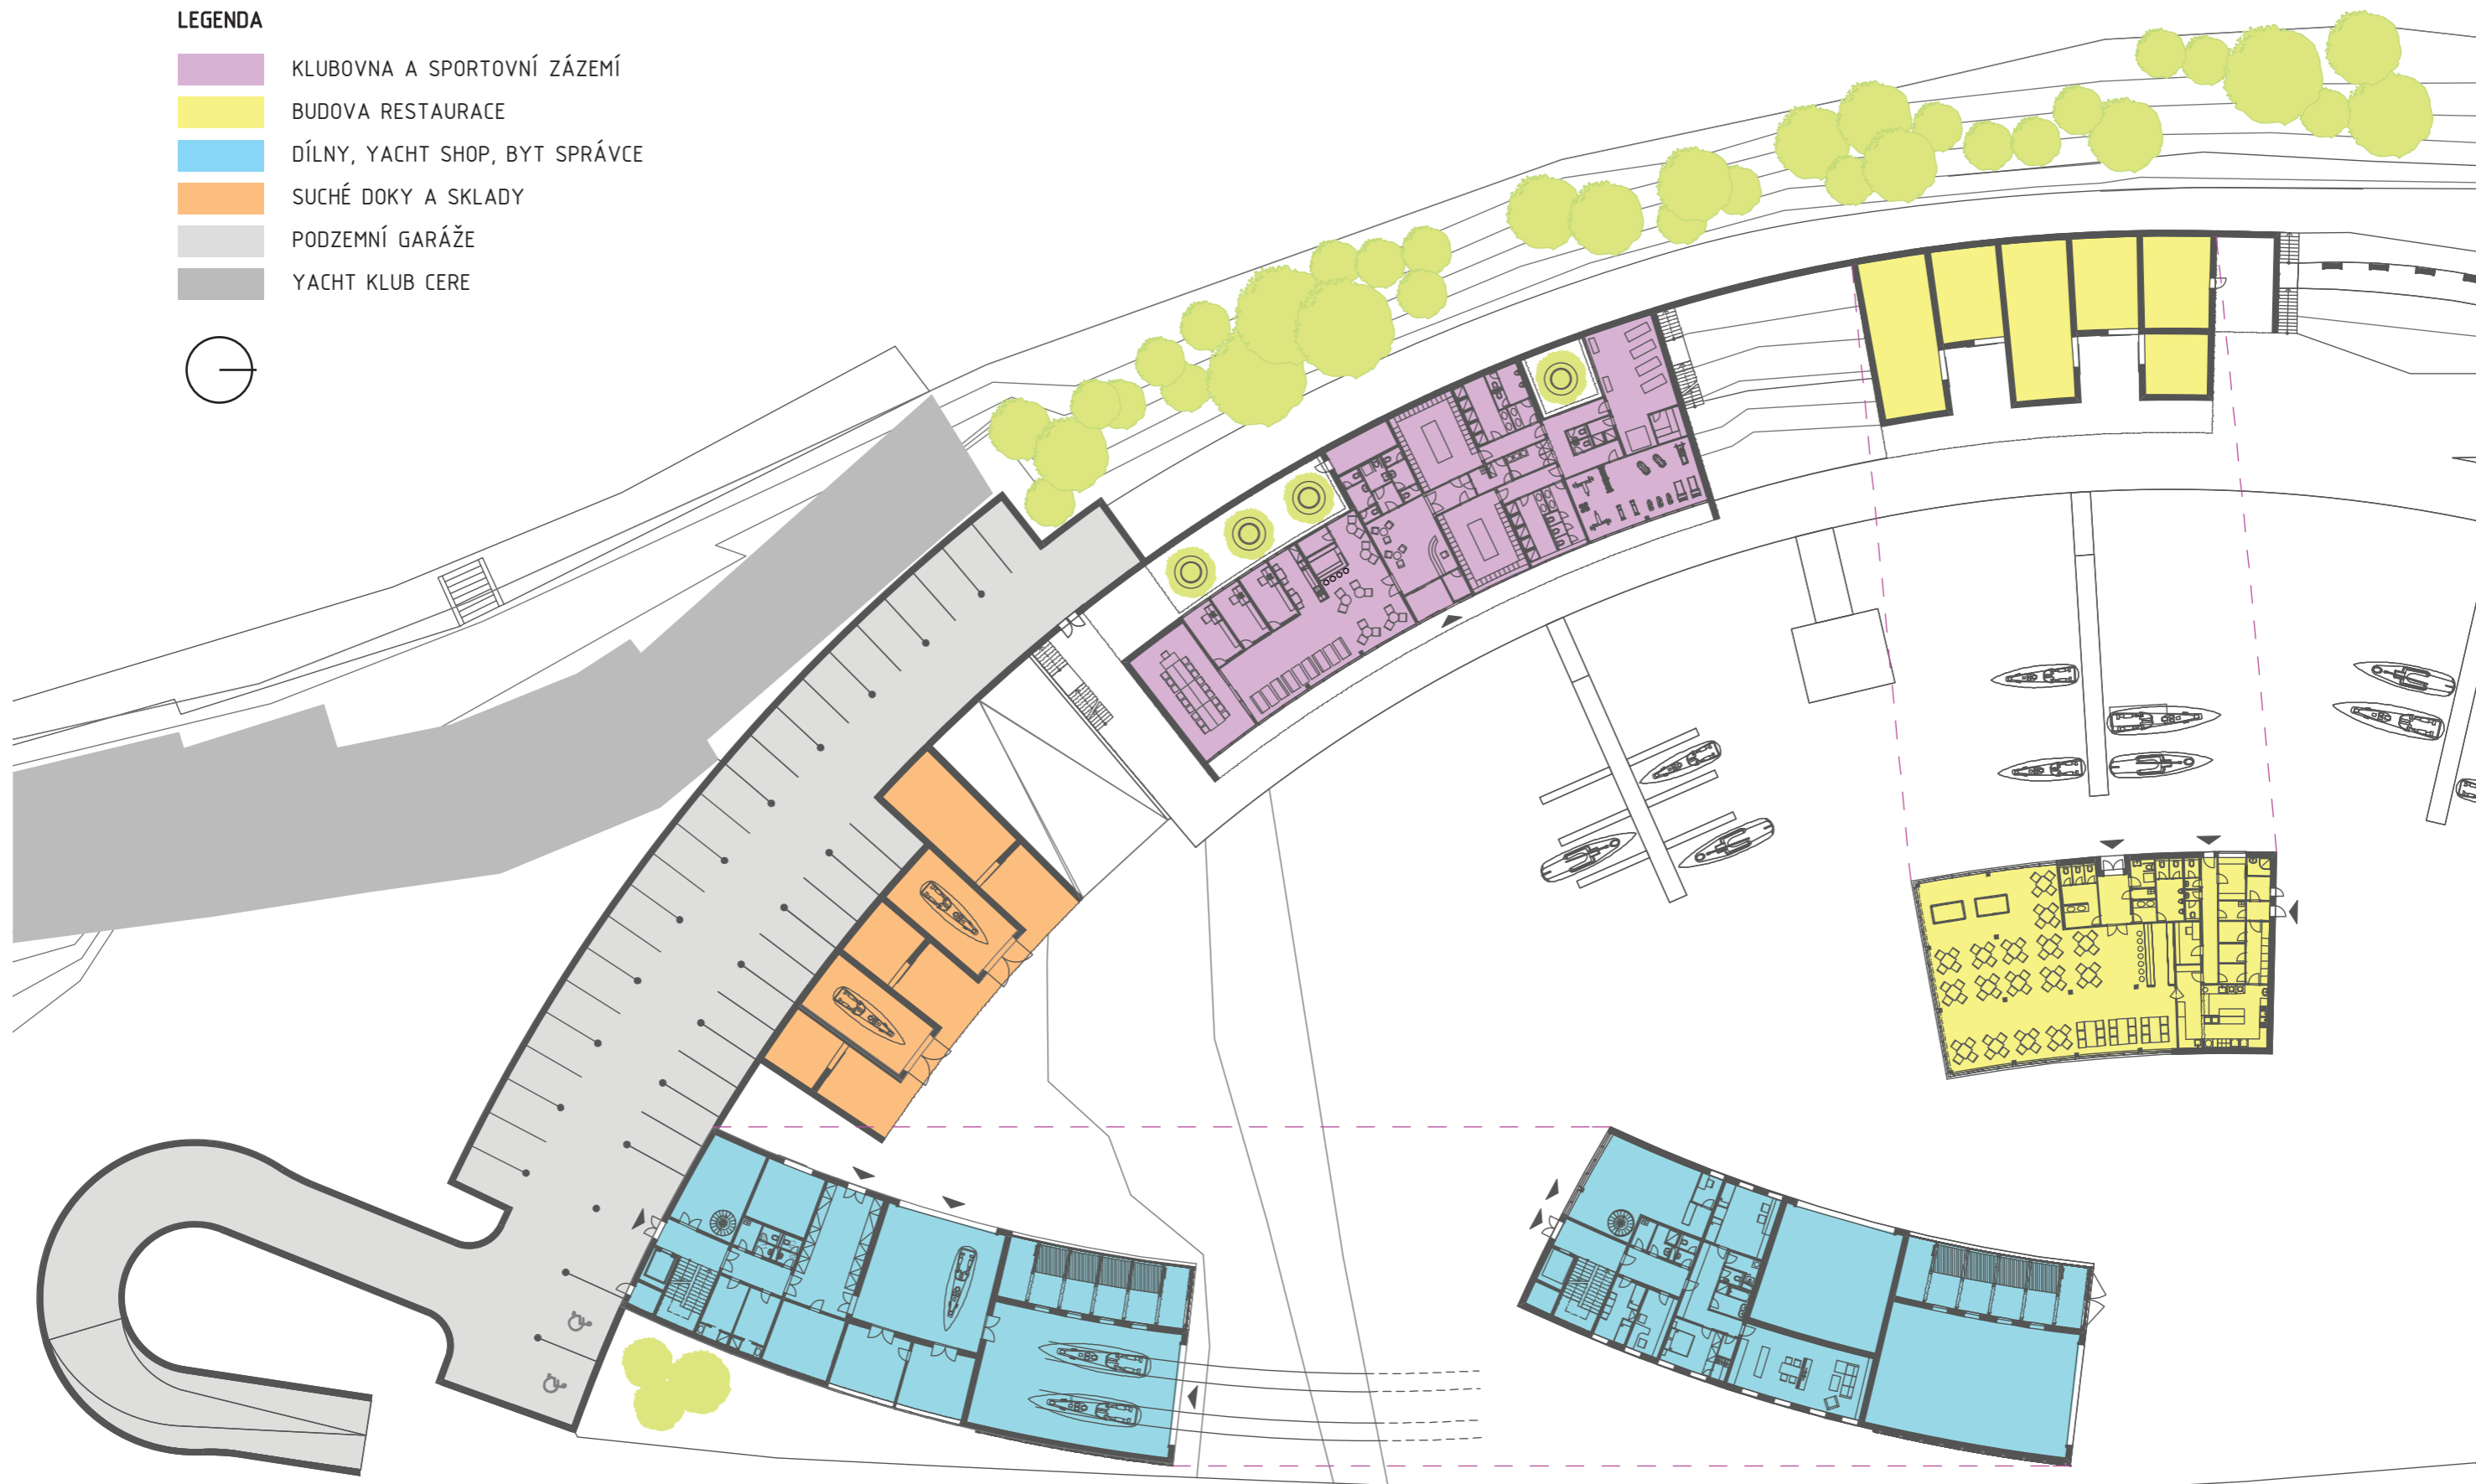 LEGENDA
KLUBOVNA A SPORTOVNÍ ZÁZEMÍ
BUDOVA RESTAURACE
DÍLNY, YACHT SHOP, BYT SPRÁVCE
SUCHÉ DOKY A SKLADY
PODZEMNÍ GARÁŽE
YACHT KLUB CERE